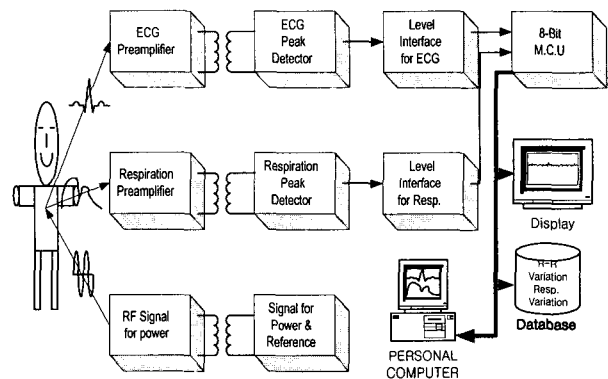 ECG
Preamplifier
ECG
Peak
Detector
Level
Interface
for ECG
8-Bit
M.C.U
Respiration
Preamplifier
Respiration
Peak
Detector
Level
Interface
for Resp.
Display
R-R
Variation
Resp.
Variation
Database
RF Signal
for power
Signal for
Power &
Reference
PERSONAL
COMPUTER